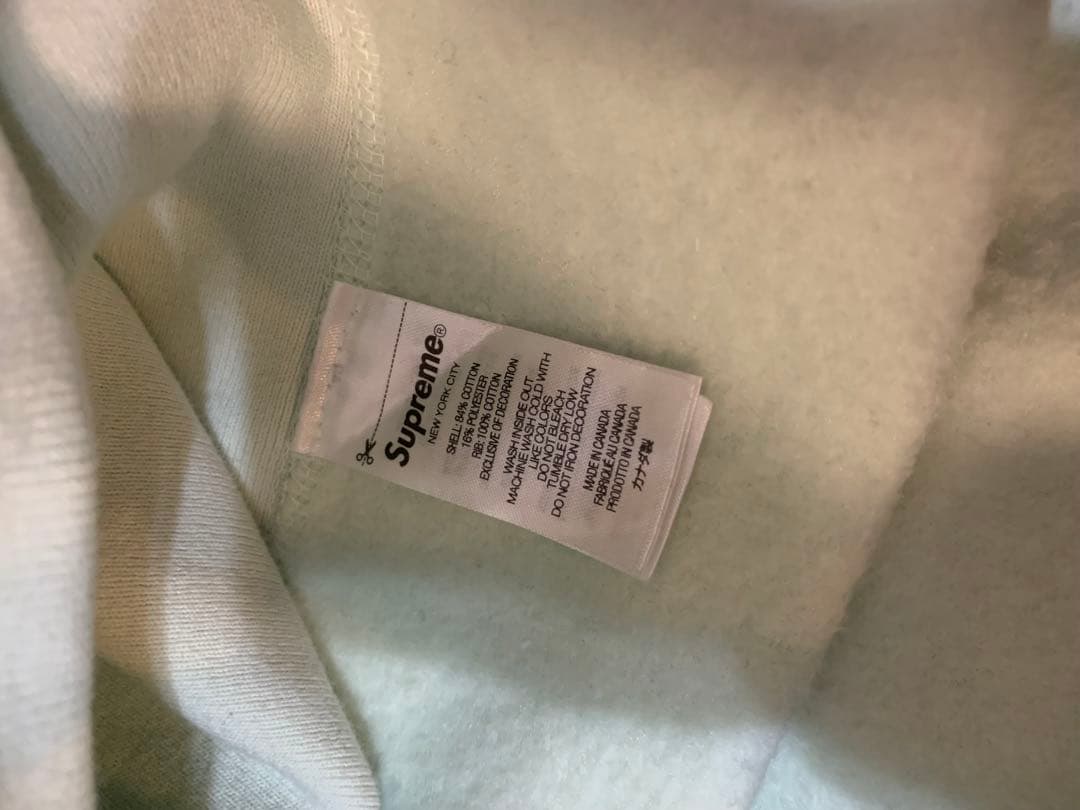 Supreme®
NEW YORK CITY
SHELL: 84% COTTON
16% POLYESTER
RIB: 100% COTTON
EXCLUSIVE OF DECORATION
WASH INSIDE OUT
MACHINE WASH COLD WITH
LIKE COLORS
DO NOT BLEACH
TUMBLE DRY LOW
DO NOT IRON DECORATION
MADE IN CANADA
FABRIQUÉ AU CANADA
PRODOTTO IN CANADA
カナダ製